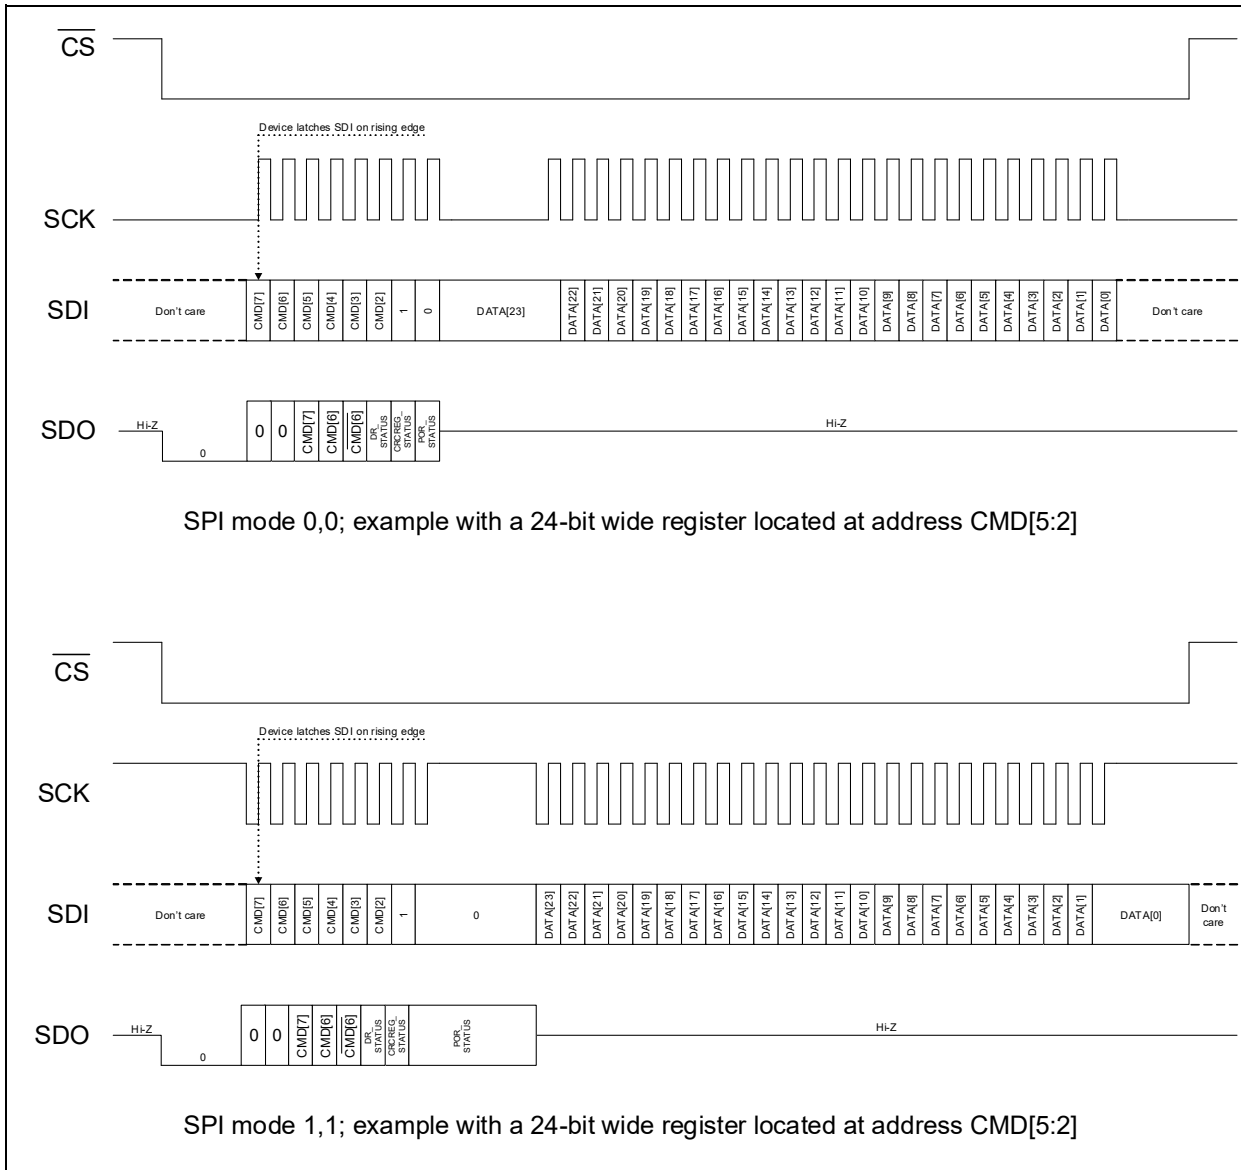 CS
Device latches SDI on rising edge
SCK
SDI
Don't care CMD[7] CMD[6] CMD[5] CMD[4] CMD[3] CMD[2] 1 0 DATA[23] DATA[22] DATA[21] DATA[20] DATA[19] DATA[18] DATA[17] DATA[16] DATA[15] DATA[14] DATA[13] DATA[12] DATA[11] DATA[10] DATA[9] DATA[8] DATA[7] DATA[6] DATA[5] DATA[4] DATA[3] DATA[2] DATA[1] DATA[0] Don't care
SDO
Hi-Z 0 0 0 CMD[7] CMD[6] CMD[6] DR_STATUS CRCREG_STATUS POR_STATUS Hi-Z
SPI mode 0,0; example with a 24-bit wide register located at address CMD[5:2]
CS
Device latches SDI on rising edge
SCK
SDI
Don't care CMD[7] CMD[6] CMD[5] CMD[4] CMD[3] CMD[2] 1 0 DATA[23] DATA[22] DATA[21] DATA[20] DATA[19] DATA[18] DATA[17] DATA[16] DATA[15] DATA[14] DATA[13] DATA[12] DATA[11] DATA[10] DATA[9] DATA[8] DATA[7] DATA[6] DATA[5] DATA[4] DATA[3] DATA[2] DATA[1] DATA[0] Don't care
SDO
Hi-Z 0 0 0 CMD[7] CMD[6] CMD[6] DR_STATUS CRCREG_STATUS POR_STATUS Hi-Z
SPI mode 1,1; example with a 24-bit wide register located at address CMD[5:2]